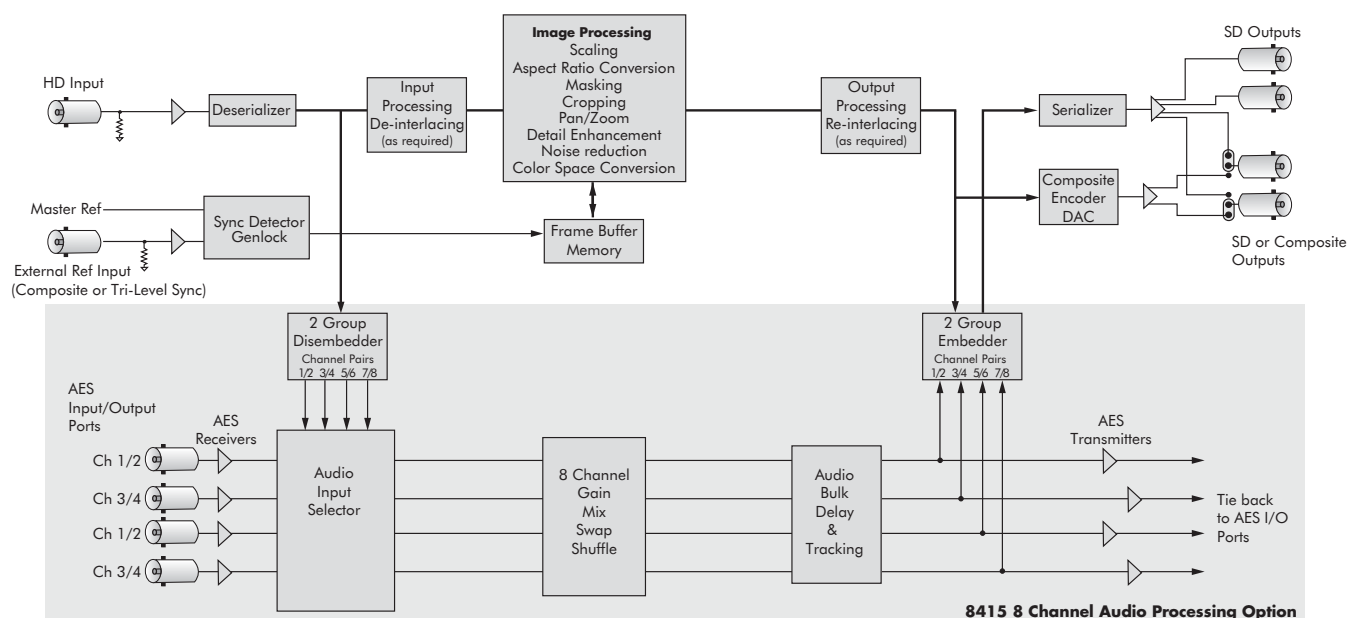 HD Input
Deserializer
Input
Processing
De-interlacing
(as required)
Image Processing
Scaling
Aspect Ratio Conversion
Masking
Cropping
Pan/Zoom
Detail Enhancement
Noise reduction
Color Space Conversion
Output
Processing
Re-interlacing
(as required)
Serializer
SD Outputs
Composite
Encoder
DAC
SD or Composite
Outputs
Master Ref
Sync Detector
Genlock
Frame Buffer
Memory
External Ref Input
(Composite or Tri-Level Sync)
2 Group
Disembedder
Channel Pairs
1/2 3/4 5/6 7/8
2 Group
Embedder
Channel Pairs
1/2 3/4 5/6 7/8
AES
Input/Output
Ports
AES
Receivers
Ch 1/2
Ch 3/4
Ch 1/2
Ch 3/4
Audio
Input
Selector
8 Channel
Gain
Mix
Swap
Shuffle
Audio
Bulk
Delay
&
Tracking
AES
Transmitters
Tie back
to AES I/O
Ports
8415 8 Channel Audio Processing Option